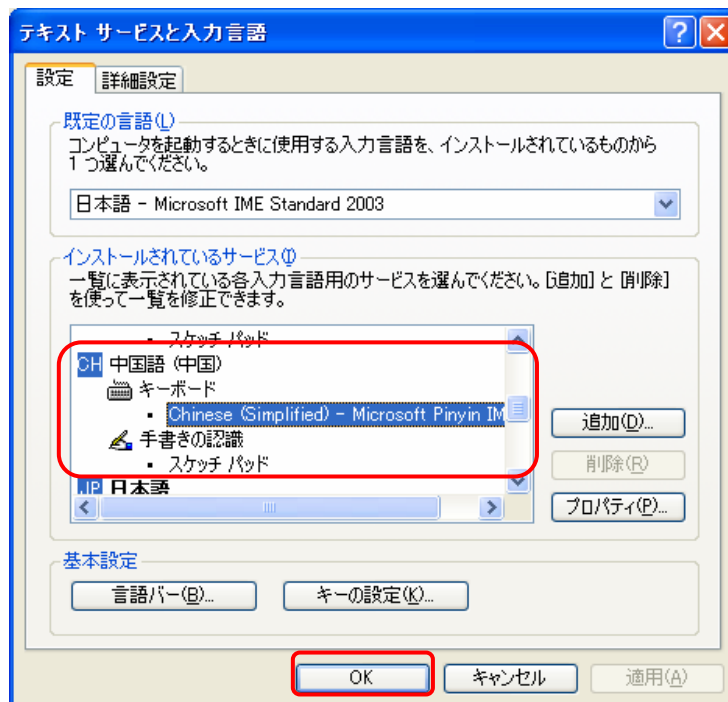 テキスト サービスと入力言語
設定 詳細設定
既定の言語(L)
コンピュータを起動するときに使用する入力言語を、インストールされているものから
1 つ選んでください。
日本語 - Microsoft IME Standard 2003
インストールされているサービス(I)
一覧に表示されている各入力言語用のサービスを選んでください。[追加] と [削除]
を使って一覧を修正できます。
スケッチ パッド
CH 中国語 (中国)
キーボード
Chinese (Simplified) - Microsoft Pinyin IM
追加(D)...
手書きの認識
スケッチ パッド
削除(R)
JP 日本語
プロパティ(P)...
基本設定
言語バー(B)... キーの設定(K)...
OK キャンセル 適用(A)